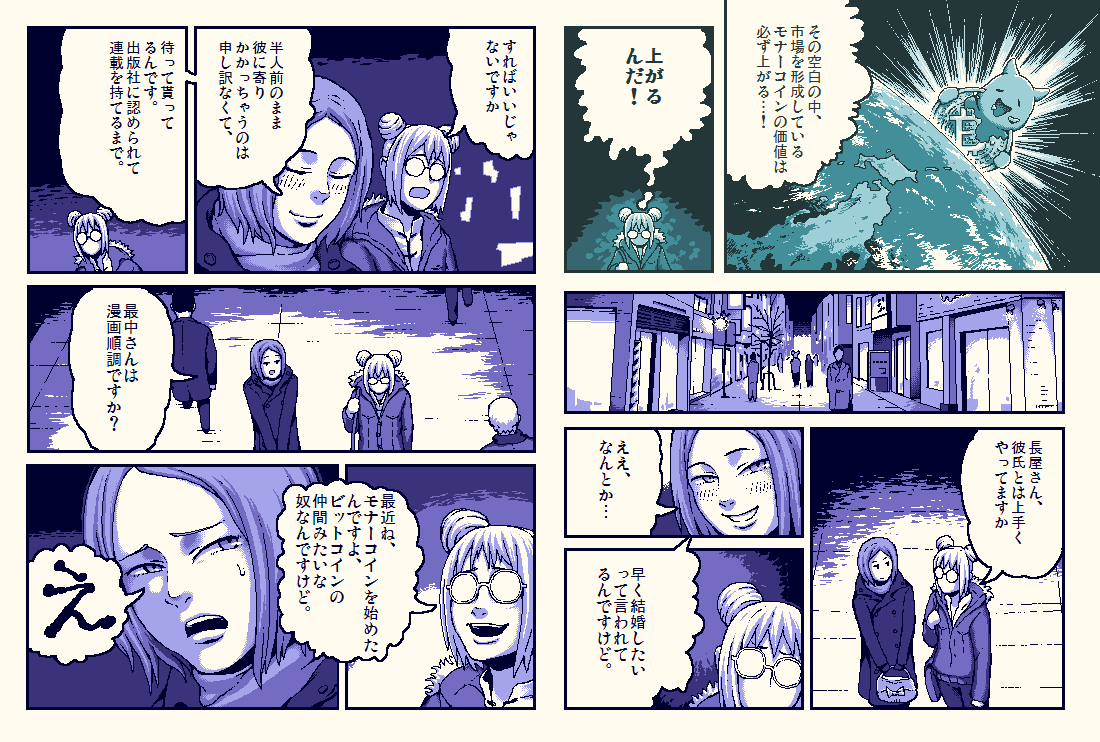 その空白の中、
市場を形成している
モナーコインの価値は
必ず上がる…！
モ
上がる
んだ！
長屋さん、
彼氏とは上手く
やってますか
ええ、
なんとか…
早く結婚したい
って言われて
るんですけど。
すればいいじゃ
ないですか
半人前のまま
彼に寄り
かかっちゃうのは
申し訳なくて、
待って貰って
るんです。
出版社に認められて
連載を持てるまで。
最中さんは
漫画順調ですか？
最近ね、
モナーコインを始めた
んですよ、
ビットコインの
仲間みたいな
奴なんですけど。
え